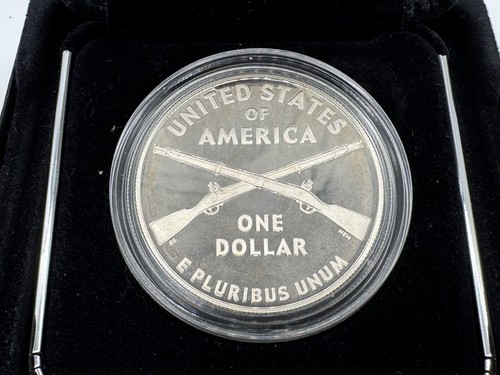 UNITED STATES
OF
AMERICA
ONE
DOLLAR
E PLURIBUS UNUM